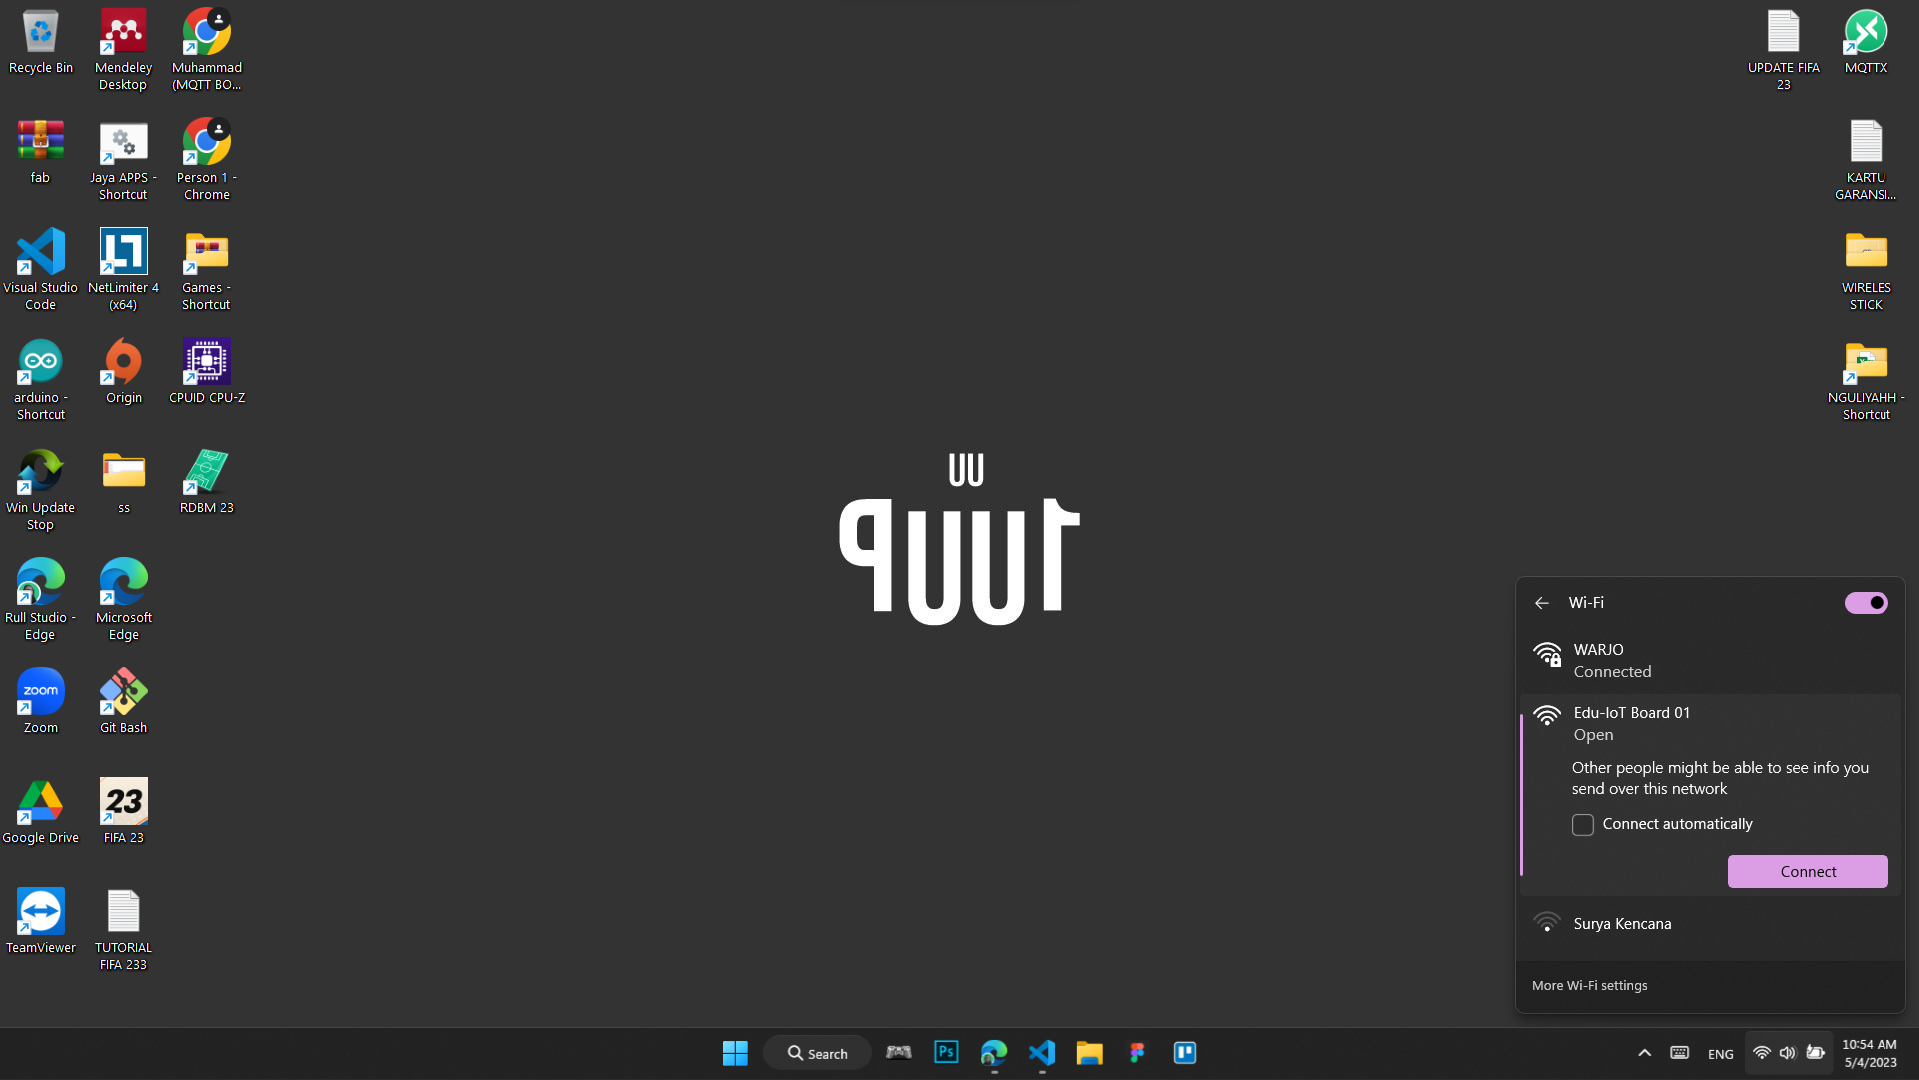 Recycle Bin
Mendeley
Desktop
Muhammad
(MQTT BO...
fab
Jaya APPS -
Shortcut
Person 1 -
Chrome
Visual Studio
Code
NetLimiter 4
(x64)
Games -
Shortcut
arduino -
Shortcut
Origin
CPUID CPU-Z
Win Update
Stop
ss
RDBM 23
Rull Studio -
Edge
Microsoft
Edge
zoom
Zoom
Git Bash
Google Drive
23
FIFA 23
TeamViewer
TUTORIAL
FIFA 233
UPDATE FIFA
23
MQTTX
KARTU
GARANSI...
WIRELES
STICK
NGULIYAHH -
Shortcut
Wi-Fi
WARJO
Connected
Edu-IoT Board 01
Open
Other people might be able to see info you
send over this network
Connect automatically
Connect
Surya Kencana
More Wi-Fi settings
Search
Ps
ENG
10:54 AM
5/4/2023